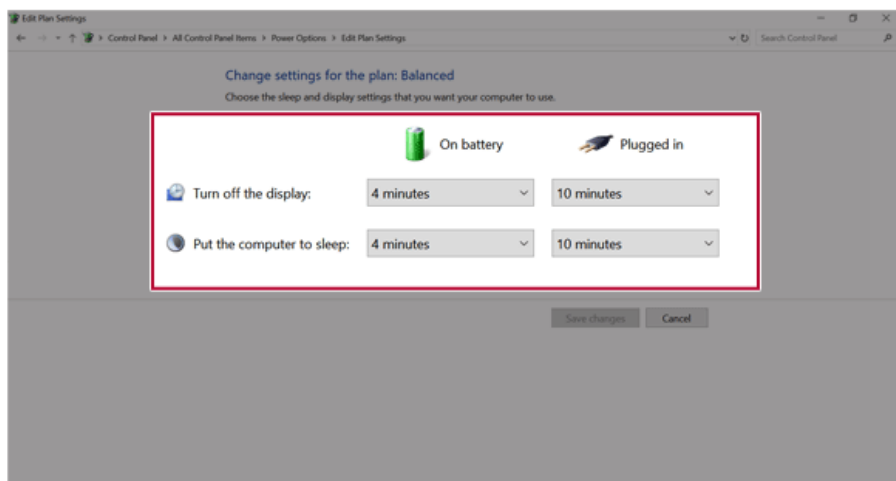 Edit Plan Settings
Control Panel > All Control Panel Items > Power Options > Edit Plan Settings
Search Control Panel
Change settings for the plan: Balanced
Choose the sleep and display settings that you want your computer to use.
On battery Plugged in
Turn off the display: 4 minutes 10 minutes
Put the computer to sleep: 4 minutes 10 minutes
Save changes Cancel